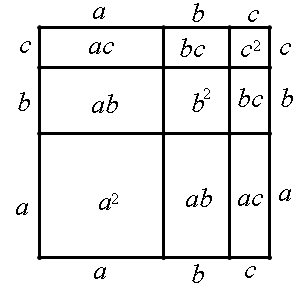 a b c
c ac bc c² c
b ab b² bc b
a a² ab ac a
a b c